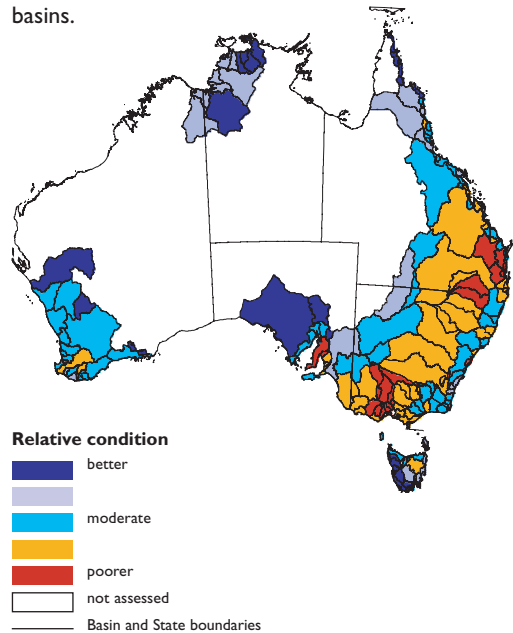 basins.
Relative condition
better
moderate
poorer
not assessed
Basin and State boundaries